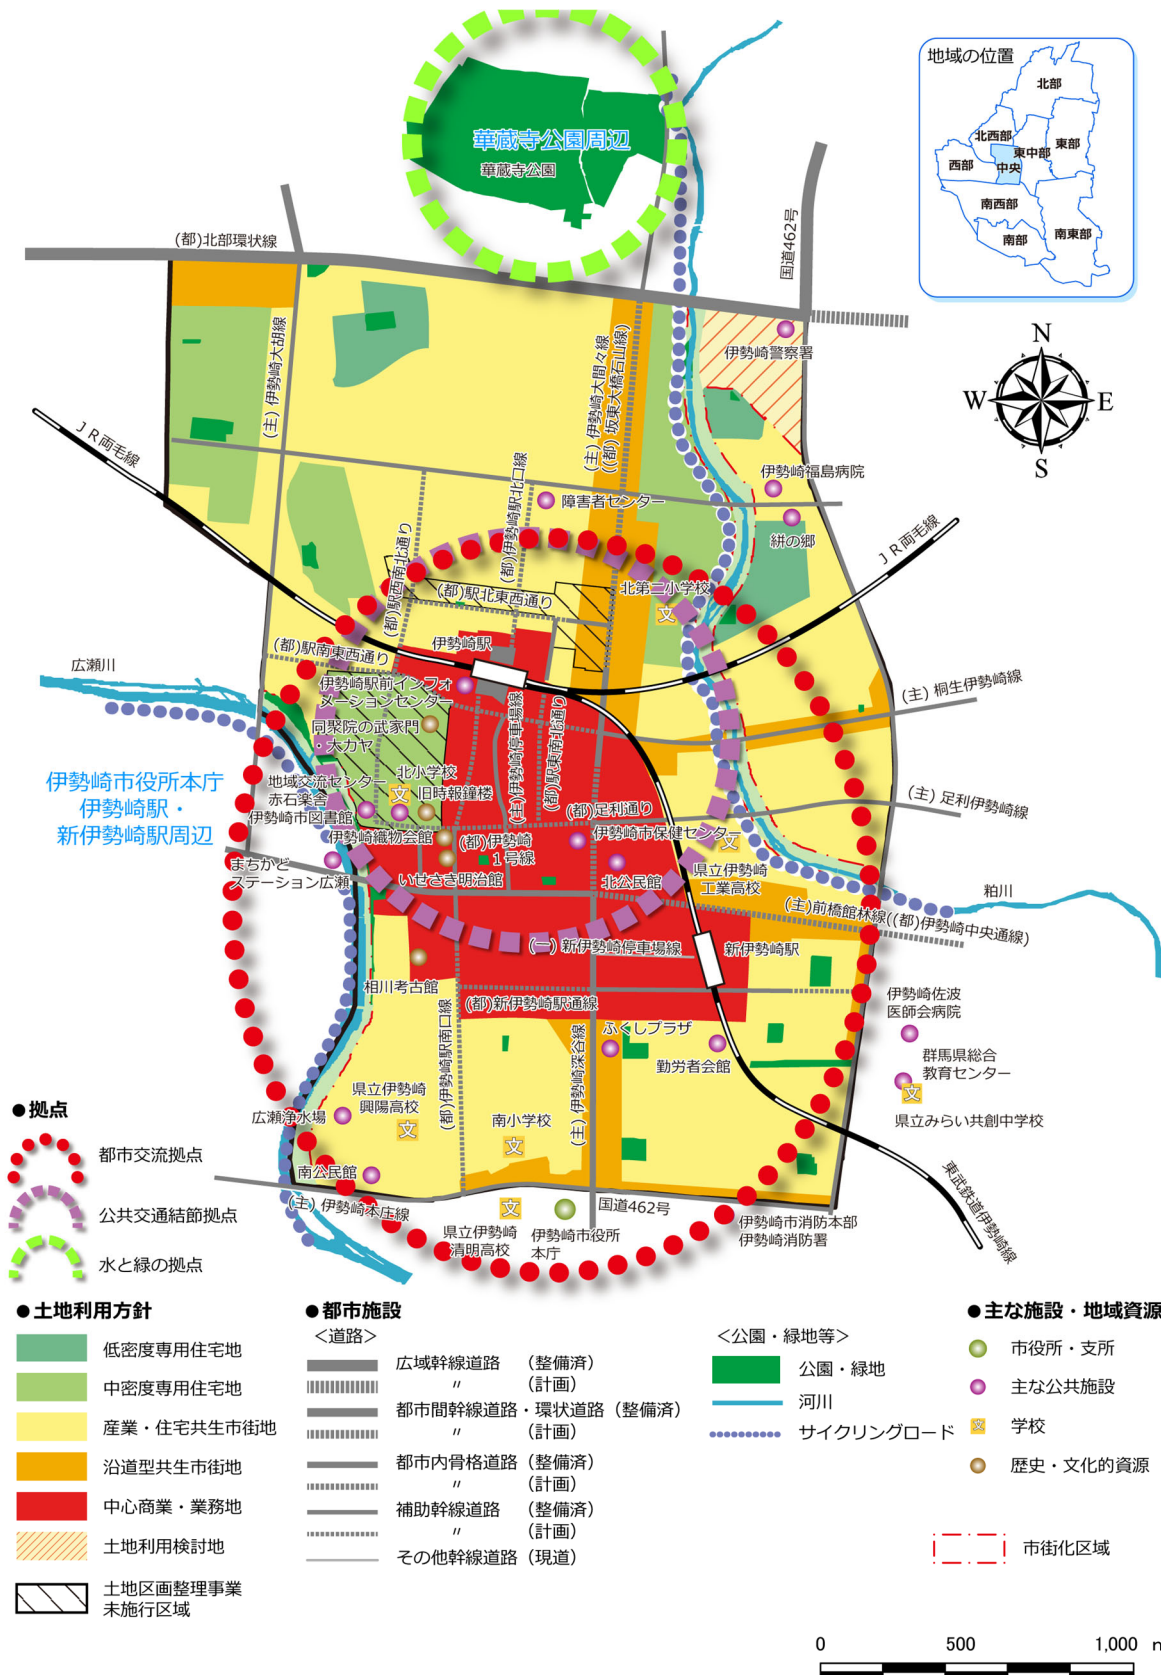 地域の位置
北部
北西部
東中部
東部
西部
中央
南西部
南部
南東部
N
W
E
S
華蔵寺公園周辺
華蔵寺公園
(都)北部環状線
国道462号
(主)伊勢崎大胡線
(主)伊勢崎大間々線
((都)坂東大橋石山線)
伊勢崎警察署
JR両毛線
伊勢崎福島病院
(都)伊勢崎駅北口線
障害者センター
絣の郷
JR両毛線
(都)駅西南北通り
(都)駅北東西通り
北第二小学校
伊勢崎駅
(都)駅南東西通り
広瀬川
伊勢崎駅前インフォ
メーションセンター
(主)桐生伊勢崎線
同聚院の武家門
・大カヤ
(主)伊勢崎停車場線
(都)駅東南北通り
伊勢崎市役所本庁
伊勢崎駅・
新伊勢崎駅周辺
地域交流センター
赤石楽舎
北小学校
旧時報鐘楼
伊勢崎市図書館
(都)足利通り
(主)足利伊勢崎線
伊勢崎織物会館
(都)伊勢崎
1号線
伊勢崎市保健センター
まちかど
ステーション広瀬
いせさき明治館
北公民館
県立伊勢崎
工業高校
粕川
(主)前橋館林線((都)伊勢崎中央通線)
(一)新伊勢崎停車場線
新伊勢崎駅
相川考古館
(都)新伊勢崎駅通線
伊勢崎佐波
医師会病院
(都)伊勢崎駅南口線
(主)伊勢崎深谷線
ふくしプラザ
勤労者会館
群馬県総合
教育センター
県立みらい共創中学校
県立伊勢崎
興陽高校
広瀬浄水場
南小学校
南公民館
(主)伊勢崎本庄線
国道462号
県立伊勢崎
清明高校
伊勢崎市役所
本庁
伊勢崎市消防本部
伊勢崎消防署
東武鉄道伊勢崎線
文
文
文
文
文
文
文
●拠点
都市交流拠点
公共交通結節拠点
水と緑の拠点
●土地利用方針
低密度専用住宅地
中密度専用住宅地
産業・住宅共生市街地
沿道型共生市街地
中心商業・業務地
土地利用検討地
土地区画整理事業
未施行区域
●都市施設
<道路>
広域幹線道路 (整備済)
〃 (計画)
都市間幹線道路・環状道路 (整備済)
〃 (計画)
都市内骨格道路 (整備済)
〃 (計画)
補助幹線道路 (整備済)
〃 (計画)
その他幹線道路 (現道)
<公園・緑地等>
公園・緑地
河川
サイクリングロード
●主な施設・地域資源
市役所・支所
主な公共施設
文 学校
歴史・文化的資源
市街化区域
0 500 1,000